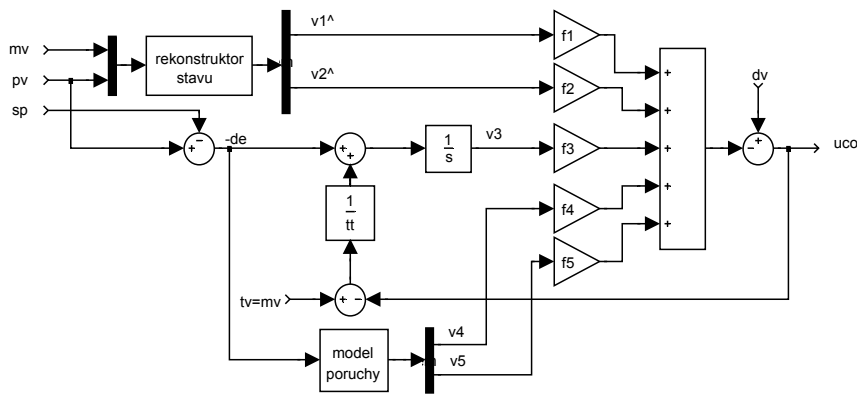 mv
pv
sp
rekonstruktor
stavu
v1^
v2^
f1
f2
-de
1
s
v3
f3
1
tt
f4
f5
dv
uco
tv=mv
model
poruchy
v4
v5